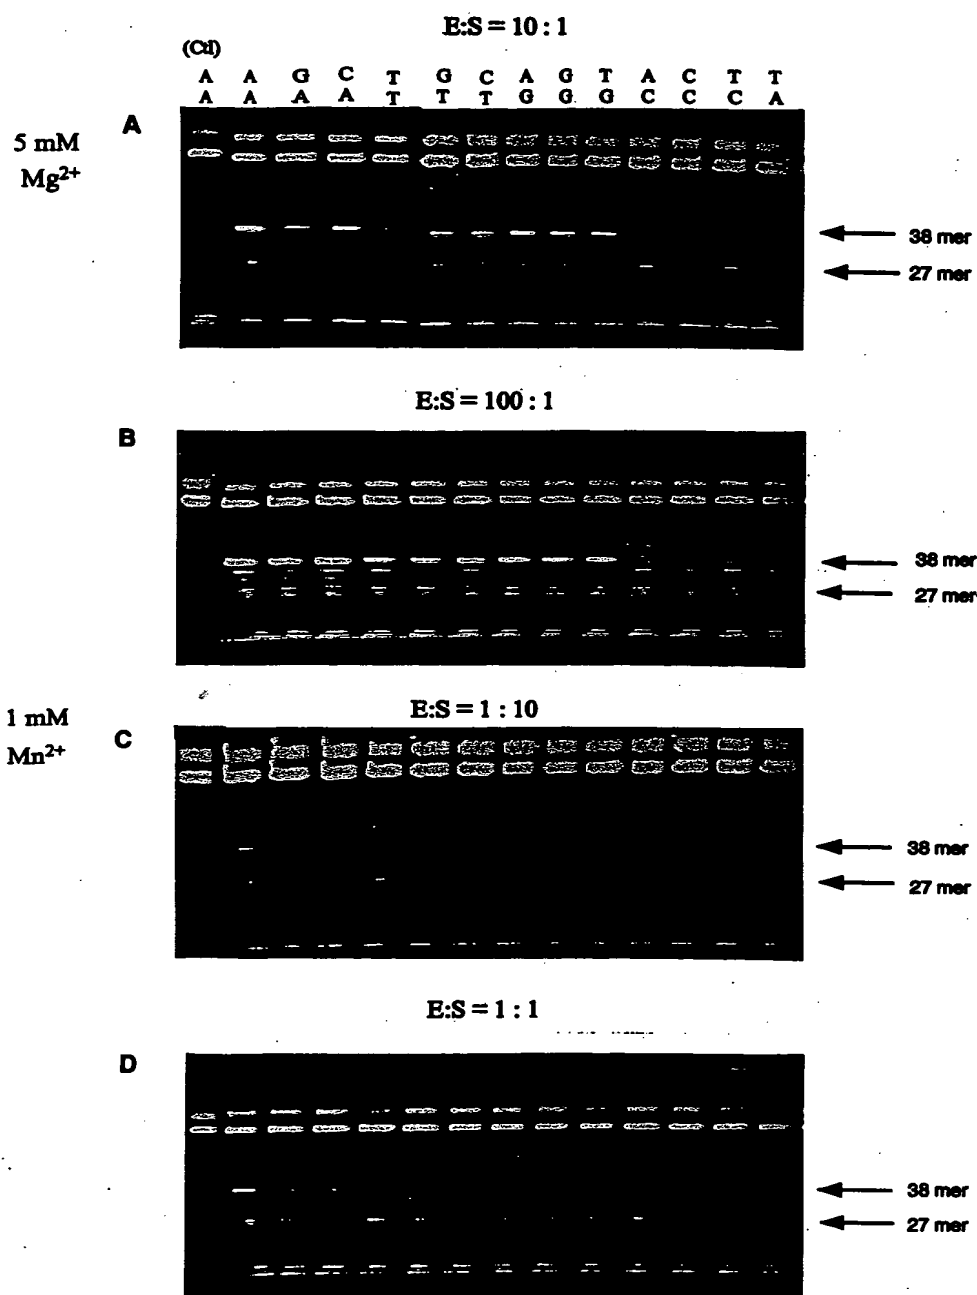 E:S = 10 : 1
(Ctl)
A A G C T G C A G T A C T T
A A A A T T T G G G C C C A
A
5 mM
Mg2+
38 mer
27 mer
E:S = 100 : 1
B
38 mer
27 mer
E:S = 1 : 10
1 mM
Mn2+
C
38 mer
27 mer
E:S = 1 : 1
D
38 mer
27 mer